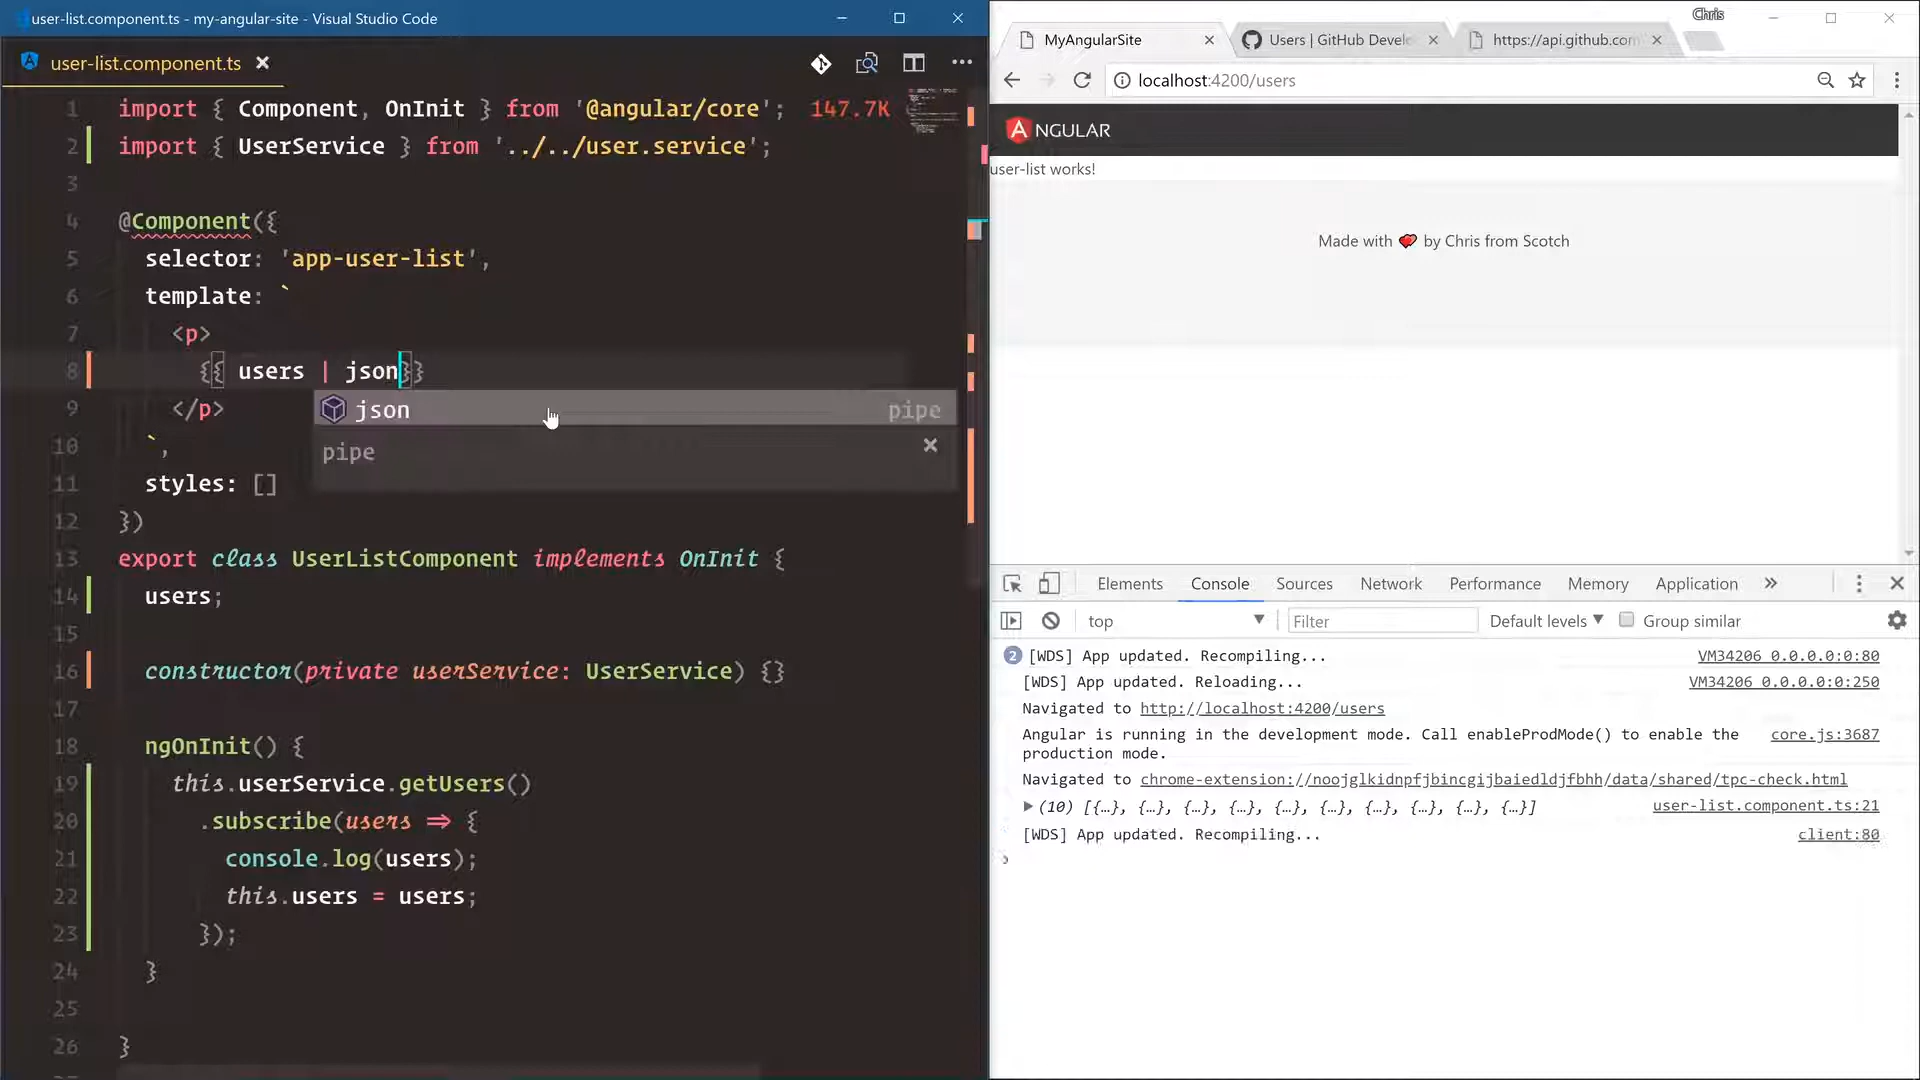 user-list.component.ts - my-angular-site - Visual Studio Code
user-list.component.ts
1 import { Component, OnInit } from '@angular/core'; 147.7K
2 import { UserService } from '../../user.service';
3
4 @Component({
5 selector: 'app-user-list',
6 template: `
7 <p>
8 {{ users | json}}
json pipe
9 </p>
pipe
10 `,
11 styles: []
12 })
13 export class UserListComponent implements OnInit {
14 users;
15
16 constructor(private userService: UserService) {}
17
18 ngOnInit() {
19 this.userService.getUsers()
20 .subscribe(users => {
21 console.log(users);
22 this.users = users;
23 });
24 }
25
26 }
Chris
MyAngularSite
Users | GitHub Develo
https://api.github.com
localhost:4200/users
NGULAR
user-list works!
Made with ❤ by Chris from Scotch
Elements Console Sources Network Performance Memory Application »
top Filter Default levels Group similar
2 [WDS] App updated. Recompiling... VM34206 0.0.0.0:0:80
[WDS] App updated. Reloading... VM34206 0.0.0.0:0:250
Navigated to http://localhost:4200/users
Angular is running in the development mode. Call enableProdMode() to enable the core.js:3687
production mode.
Navigated to chrome-extension://noojglkidnpfjbincgijbaiedldjfbhh/data/shared/tpc-check.html
(10) [{…}, {…}, {…}, {…}, {…}, {…}, {…}, {…}, {…}, {…}] user-list.component.ts:21
[WDS] App updated. Recompiling... client:80